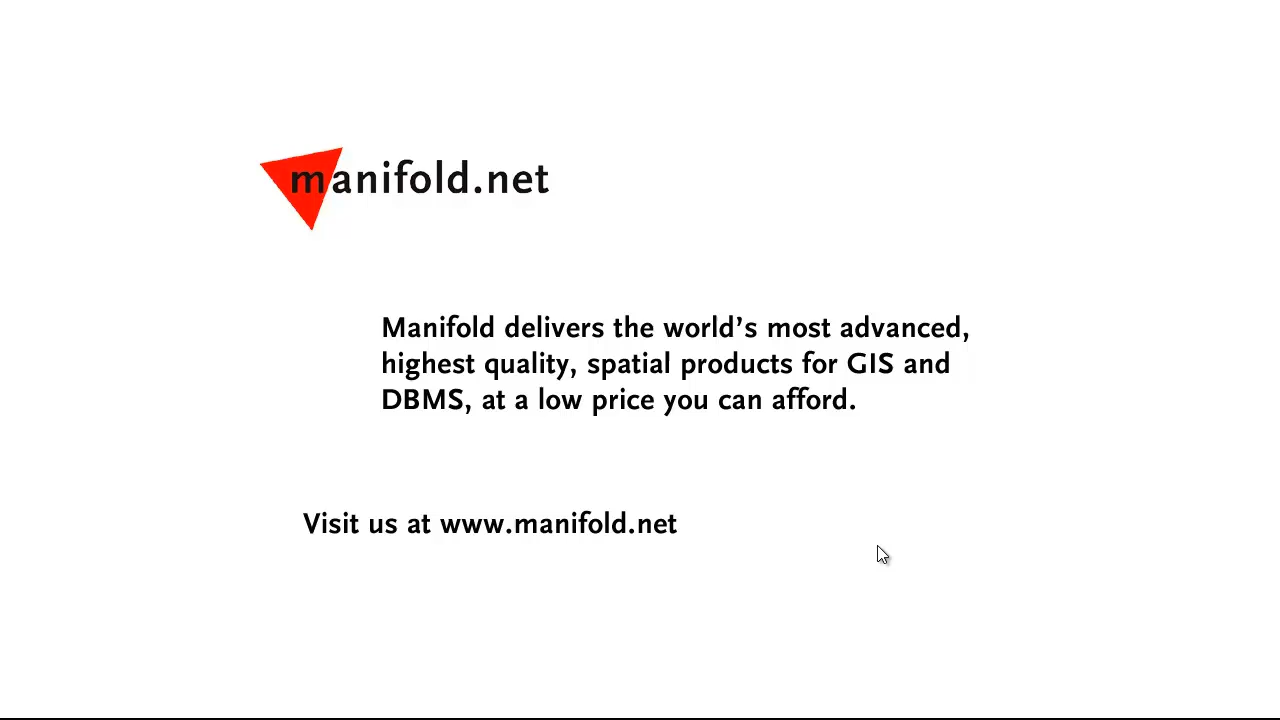 manifold.net
Manifold delivers the world’s most advanced,
highest quality, spatial products for GIS and
DBMS, at a low price you can afford.
Visit us at www.manifold.net